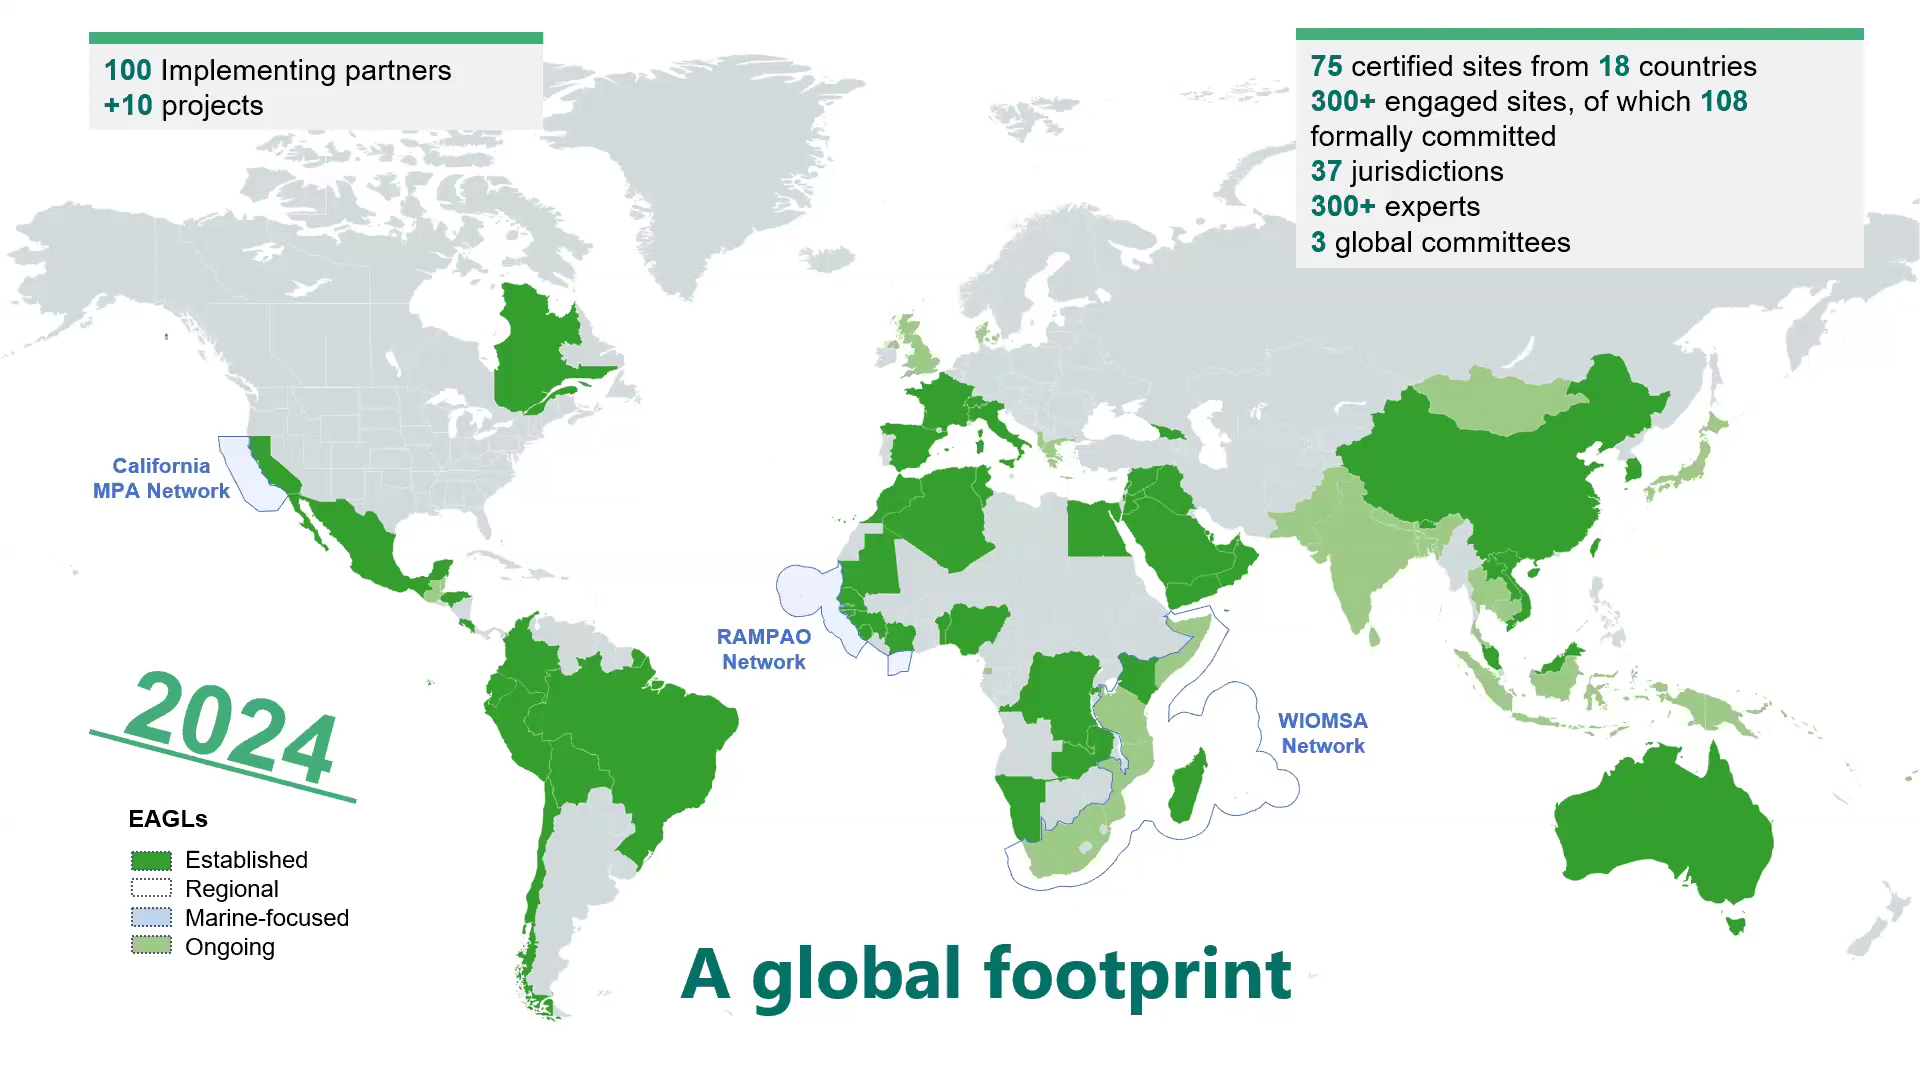 100 Implementing partners
+10 projects
75 certified sites from 18 countries
300+ engaged sites, of which 108
formally committed
37 jurisdictions
300+ experts
3 global committees
California
MPA Network
RAMPAO
Network
WIOMSA
Network
2024
EAGLs
Established
Regional
Marine-focused
Ongoing
A global footprint